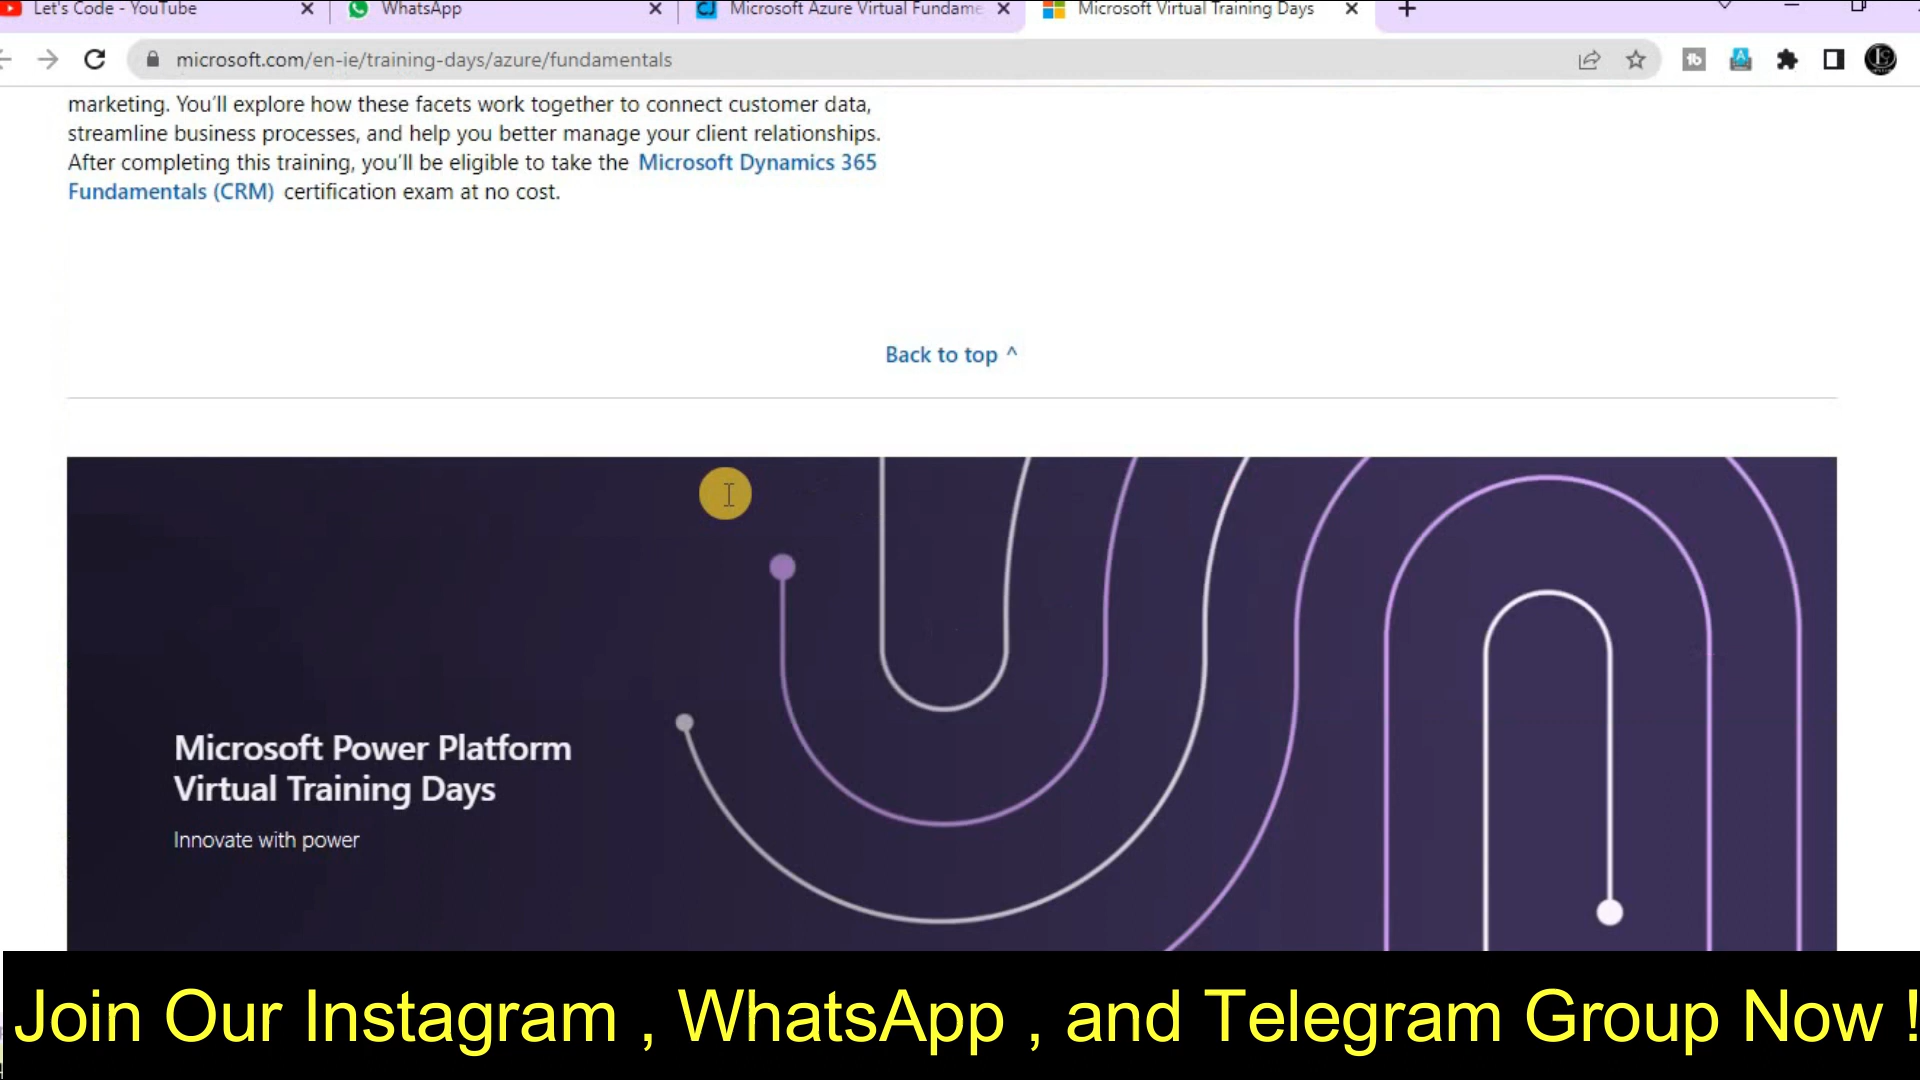 Let's Code - YouTube
WhatsApp
Microsoft Azure Virtual Fundame
Microsoft Virtual Training Days
microsoft.com/en-ie/training-days/azure/fundamentals
marketing. You'll explore how these facets work together to connect customer data,
streamline business processes, and help you better manage your client relationships.
After completing this training, you'll be eligible to take the Microsoft Dynamics 365
Fundamentals (CRM) certification exam at no cost.
Back to top ^
Microsoft Power Platform
Virtual Training Days
Innovate with power
Join Our Instagram , WhatsApp , and Telegram Group Now !